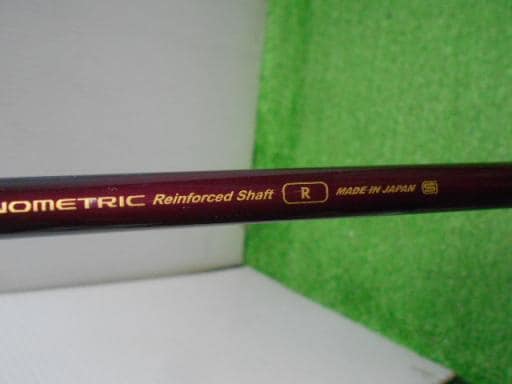 NOMETRIC Reinforced Shaft R MADE IN JAPAN